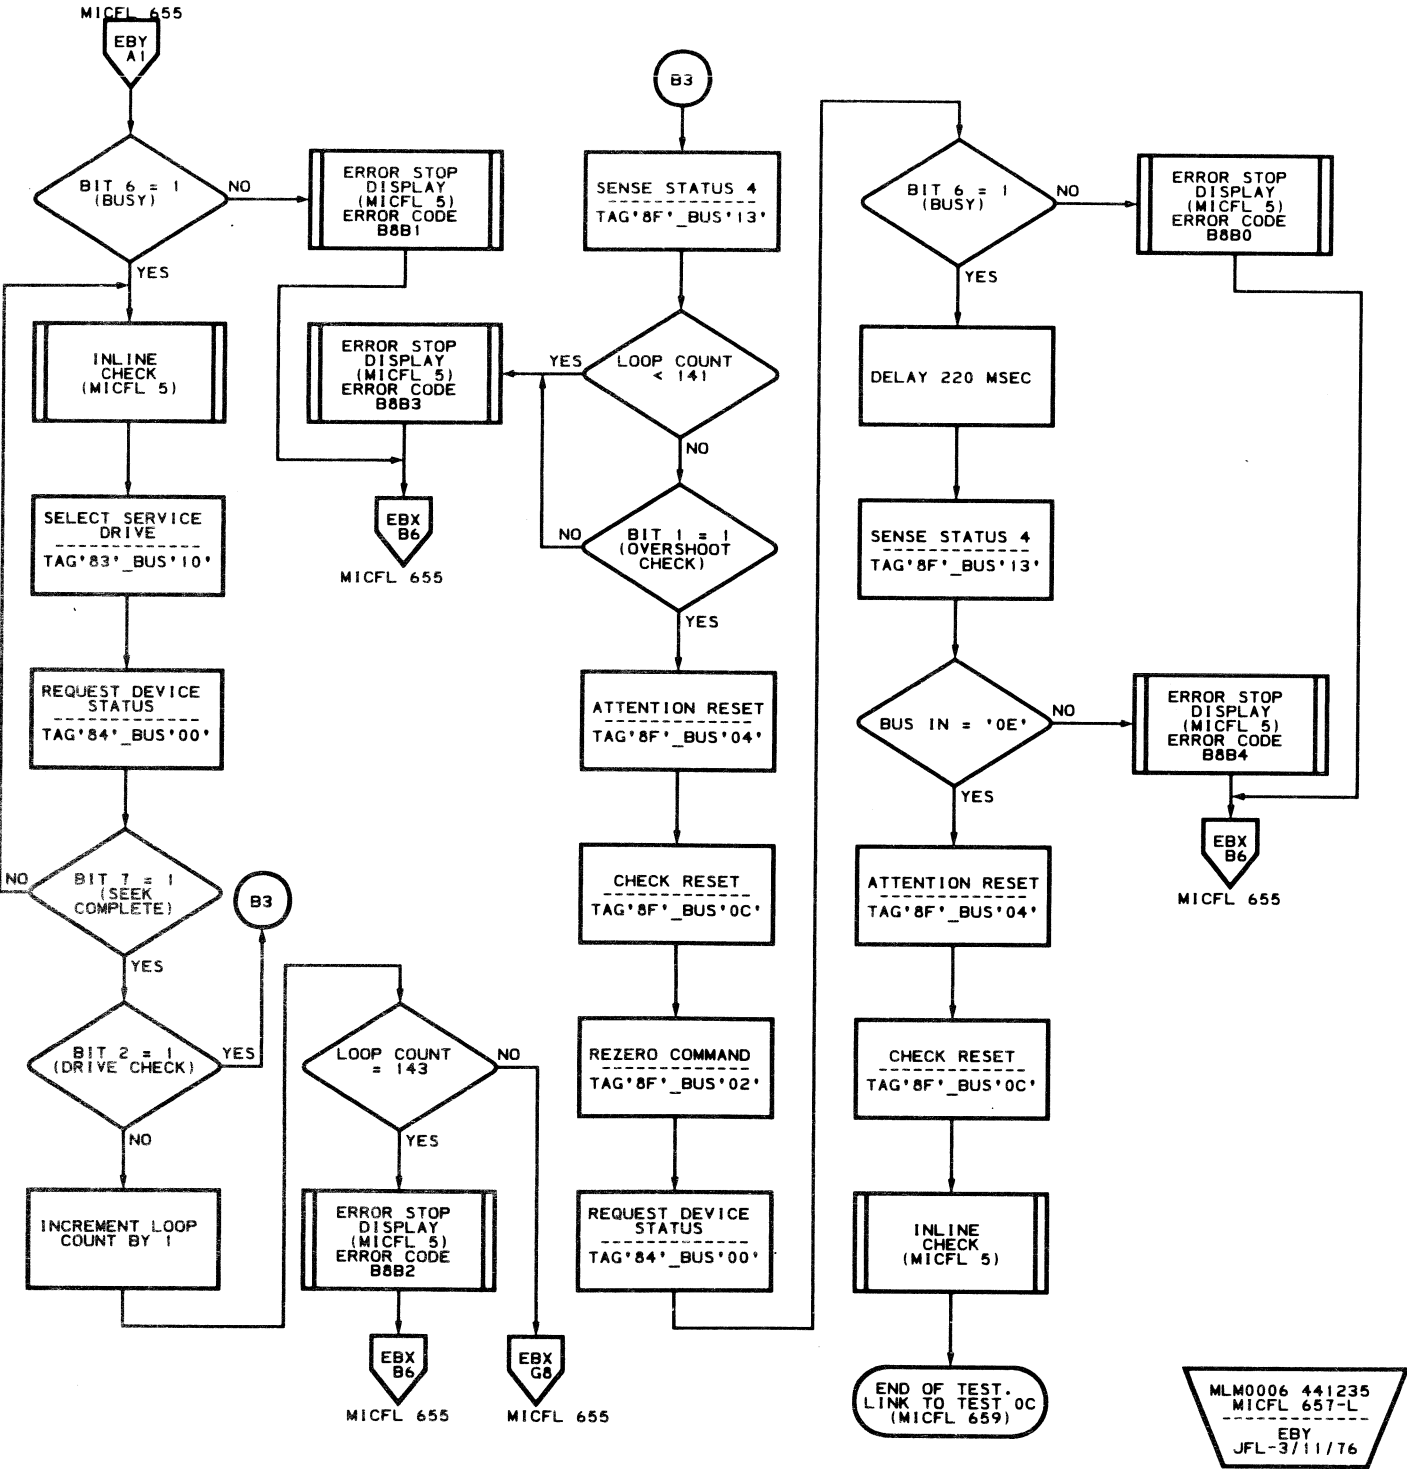 MICFL 655
EBY
A1
BIT 6 = 1
(BUSY)
NO
YES
ERROR STOP
DISPLAY
(MICFL 5)
ERROR CODE
B8B1
INLINE
CHECK
(MICFL 5)
ERROR STOP
DISPLAY
(MICFL 5)
ERROR CODE
B8B3
EBX
B6
MICFL 655
SELECT SERVICE
DRIVE
TAG'83'_BUS'10'
REQUEST DEVICE
STATUS
TAG'84'_BUS'00'
BIT 7 = 1
(SEEK
COMPLETE)
NO
YES
B3
BIT 2 = 1
(DRIVE CHECK)
YES
NO
INCREMENT LOOP
COUNT BY 1
LOOP COUNT
= 143
NO
YES
ERROR STOP
DISPLAY
(MICFL 5)
ERROR CODE
B8B2
EBX
B6
MICFL 655
EBX
G8
MICFL 655
B3
SENSE STATUS 4
TAG'8F'_BUS'13'
LOOP COUNT
< 141
YES
NO
BIT 1 = 1
(OVERSHOOT
CHECK)
NO
YES
ATTENTION RESET
TAG'8F'_BUS'04'
CHECK RESET
TAG'8F'_BUS'0C'
REZERO COMMAND
TAG'8F'_BUS'02'
REQUEST DEVICE
STATUS
TAG'84'_BUS'00'
BIT 6 = 1
(BUSY)
NO
YES
ERROR STOP
DISPLAY
(MICFL 5)
ERROR CODE
B8B0
DELAY 220 MSEC
SENSE STATUS 4
TAG'8F'_BUS'13'
BUS IN = '0E'
NO
YES
ERROR STOP
DISPLAY
(MICFL 5)
ERROR CODE
B8B4
EBX
B6
MICFL 655
ATTENTION RESET
TAG'8F'_BUS'04'
CHECK RESET
TAG'8F'_BUS'0C'
INLINE
CHECK
(MICFL 5)
END OF TEST.
LINK TO TEST 0C
(MICFL 659)
MLM0006 441235
MICFL 657-L
EBY
JFL-3/11/76